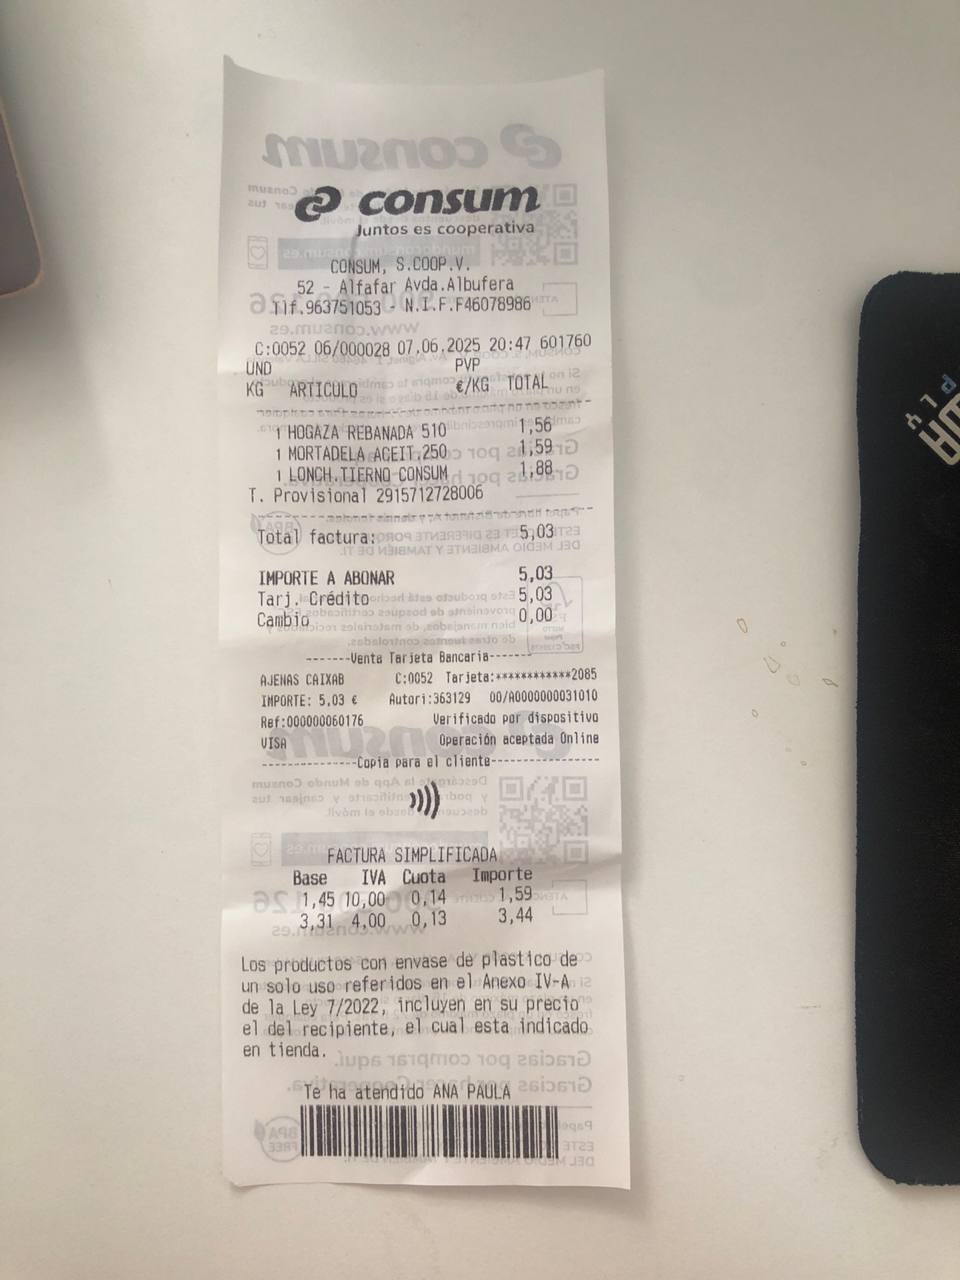 consum
Juntos es cooperativa
CONSUM, S.COOP.V.
52 - Alfafar Avda.Albufera
Tlf.963751053 - N.I.F.F46078986
C:0052 06/000028 07.06.2025 20:47 601760
UND PVP
KG ARTICULO €/KG TOTAL
1 HOGAZA REBANADA 510 1,56
1 MORTADELA ACEIT.250 1,59
1 LONCH.TIERNO CONSUM 1,88
T. Provisional 2915712728006
Total factura: 5,03
IMPORTE A ABONAR 5,03
Tarj. Crédito 5,03
Cambio 0,00
-------Venta Tarjeta Bancaria-------
AJENAS CAIXAB C:0052 Tarjeta:************2085
IMPORTE: 5,03 € Autori:363129 00/A0000000031010
Ref:000000060176 Verificado por dispositivo
VISA Operación aceptada Online
--------------Copia para el cliente----------------
FACTURA SIMPLIFICADA
Base IVA Cuota Importe
1,45 10,00 0,14 1,59
3,31 4,00 0,13 3,44
Los productos con envase de plastico de
un solo uso referidos en el Anexo IV-A
de la Ley 7/2022, incluyen en su precio
el del recipiente, el cual esta indicado
en tienda.
Te ha atendido ANA PAULA